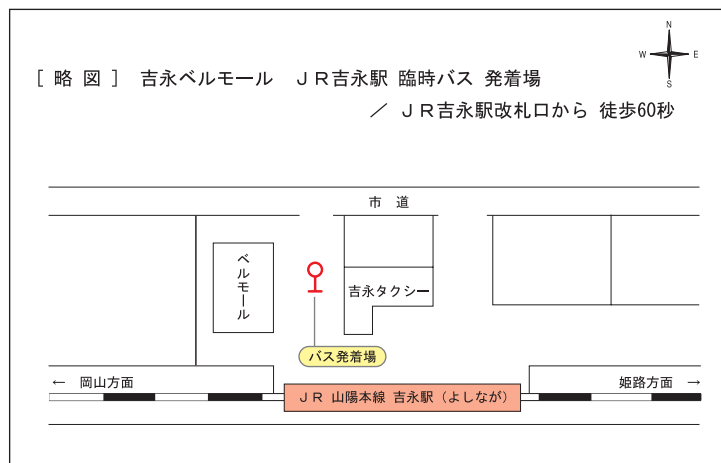 N
W E
S
[ 略 図 ] 吉永ベルモール ＪＲ吉永駅 臨時バス 発着場
／ ＪＲ吉永駅改札口から 徒歩60秒
市 道
ベルモール
吉永タクシー
バス発着場
← 岡山方面
姫路方面 →
ＪＲ 山陽本線 吉永駅（よしなが）